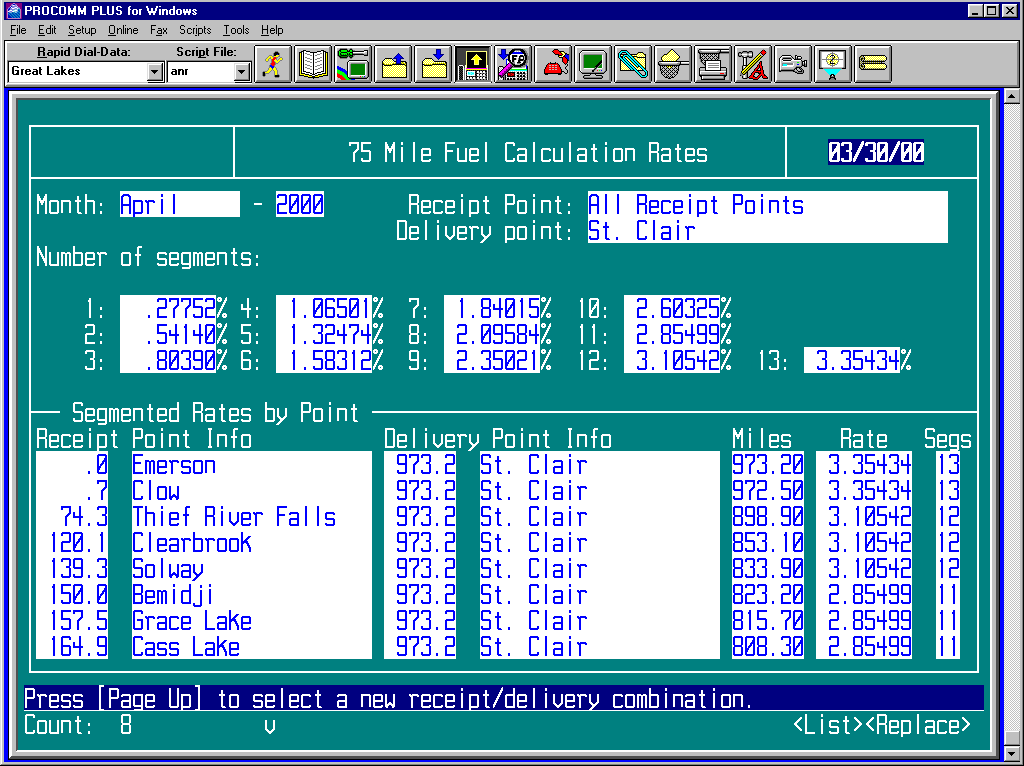 PROCOMM PLUS for Windows
File Edit Setup Online Fax Scripts Tools Help
Rapid Dial-Data: Script File:
Great Lakes anr
75 Mile Fuel Calculation Rates 03/30/00
Month: April - 2000 Receipt Point: All Receipt Points
Delivery point: St. Clair
Number of segments:
1: .27752% 4: 1.06501% 7: 1.84015% 10: 2.60325%
2: .54140% 5: 1.32474% 8: 2.09584% 11: 2.85499%
3: .80390% 6: 1.58312% 9: 2.35021% 12: 3.10542% 13: 3.35434%
Segmented Rates by Point
Receipt Point Info Delivery Point Info Miles Rate Segs
.0 Emerson 973.2 St. Clair 973.20 3.35434 13
.7 Clow 973.2 St. Clair 972.50 3.35434 13
74.3 Thief River Falls 973.2 St. Clair 898.90 3.10542 12
120.1 Clearbrook 973.2 St. Clair 853.10 3.10542 12
139.3 Solway 973.2 St. Clair 833.90 3.10542 12
150.0 Bemidji 973.2 St. Clair 823.20 2.85499 11
157.5 Grace Lake 973.2 St. Clair 815.70 2.85499 11
164.9 Cass Lake 973.2 St. Clair 808.30 2.85499 11
Press [Page Up] to select a new receipt/delivery combination.
Count: 8 v <List><Replace>